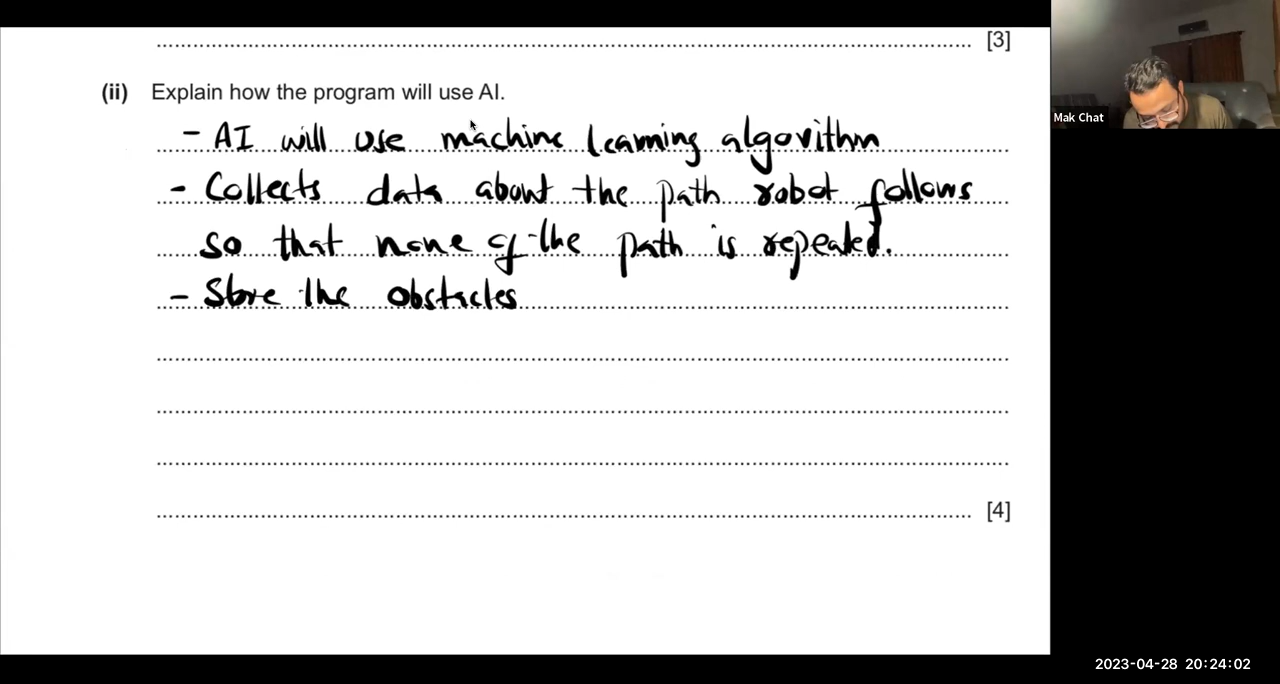 [3]
(ii) Explain how the program will use AI.
- AI will use machine learning algorithm
- Collects data about the path robot follows
so that none of the path is repeated.
- Store the obstacles
[4]
Mak Chat
2023-04-28 20:24:02